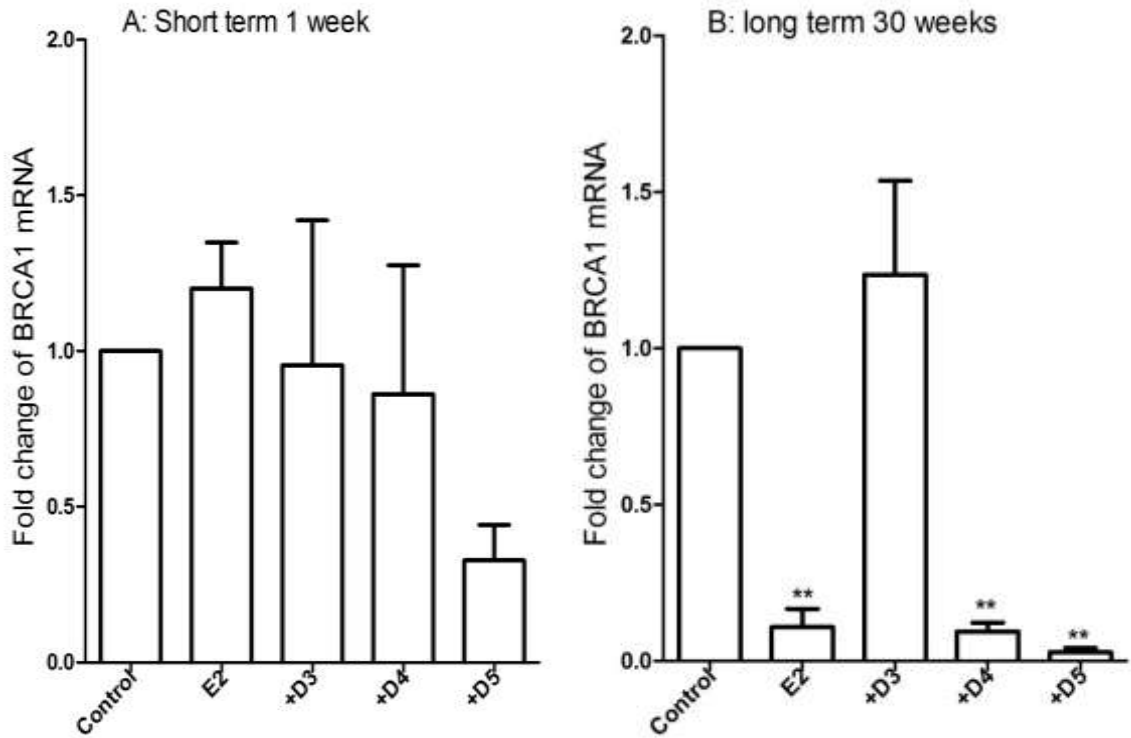 A: Short term 1 week
Fold change of BRCA1 mRNA
2.0
1.5
1.0
0.5
0.0
Control
E2
+D3
+D4
+D5
B: long term 30 weeks
Fold change of BRCA1 mRNA
2.0
1.5
1.0
0.5
0.0
**
**
**
Control
E2
+D3
+D4
+D5